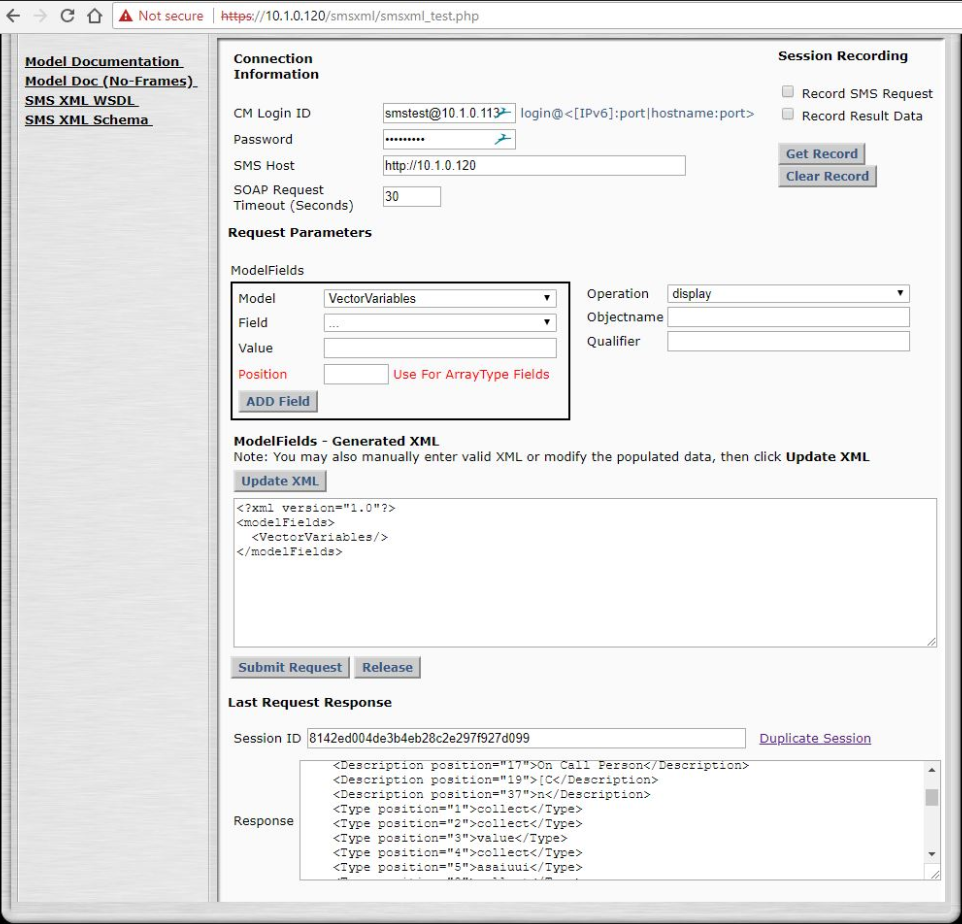 Not secure | https://10.1.0.120/smsxml/smsxml_test.php
Model Documentation
Model Doc (No-Frames)
SMS XML WSDL
SMS XML Schema
Connection
Information
CM Login ID smstest@10.1.0.113 login@<[IPv6]:port|hostname:port>
Password •••••••••
SMS Host http://10.1.0.120
SOAP Request
Timeout (Seconds) 30
Session Recording
Record SMS Request
Record Result Data
Get Record
Clear Record
Request Parameters
ModelFields
Model VectorVariables
Field ...
Value
Position Use For ArrayType Fields
ADD Field
Operation display
Objectname
Qualifier
ModelFields - Generated XML
Note: You may also manually enter valid XML or modify the populated data, then click Update XML
Update XML
<?xml version="1.0"?>
<modelFields>
<VectorVariables/>
</modelFields>
Submit Request Release
Last Request Response
Session ID 8142ed004de3b4eb28c2e297f927d099 Duplicate Session
Response
<Description position="17">On Call Person</Description>
<Description position="19">[C</Description>
<Description position="37">n</Description>
<Type position="1">collect</Type>
<Type position="2">collect</Type>
<Type position="3">value</Type>
<Type position="4">collect</Type>
<Type position="5">asaiuui</Type>